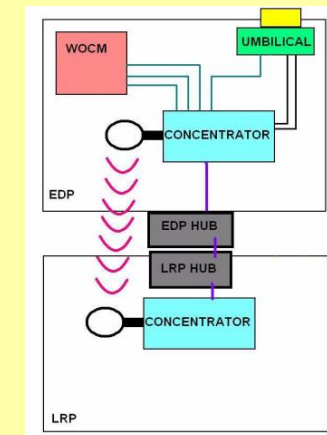 WOCM
UMBILICAL
CONCENTRATOR
EDP
EDP HUB
LRP HUB
CONCENTRATOR
LRP